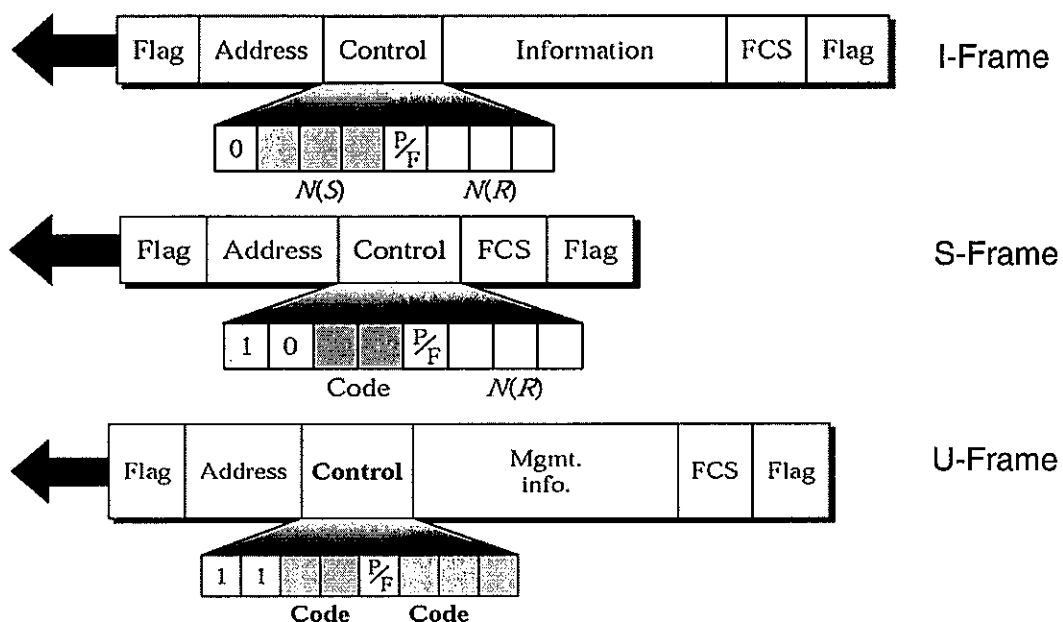 Flag Address Control Information FCS Flag
I-Frame
0 P/F
N(S) N(R)
Flag Address Control FCS Flag
S-Frame
1 0 P/F
Code N(R)
Flag Address Control Mgmt. info. FCS Flag
U-Frame
1 1 P/F
Code Code